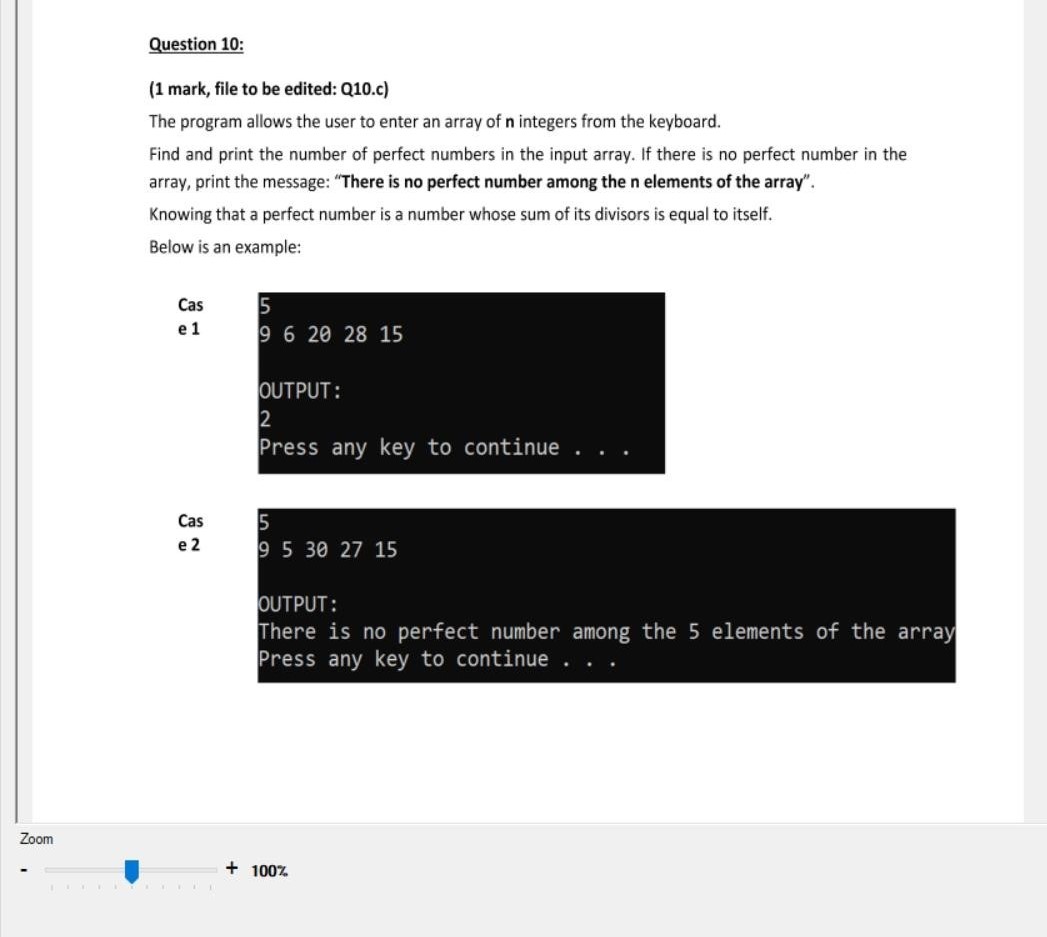 Question 10:
(1 mark, file to be edited: Q10.c)
The program allows the user to enter an array of n integers from the keyboard.
Find and print the number of perfect numbers in the input array. If there is no perfect number in the
array, print the message: “There is no perfect number among the n elements of the array”.
Knowing that a perfect number is a number whose sum of its divisors is equal to itself.
Below is an example:
Cas
e 1
5
9 6 20 28 15
OUTPUT:
2
Press any key to continue . . .
Cas
e 2
5
9 5 30 27 15
OUTPUT:
There is no perfect number among the 5 elements of the array
Press any key to continue . . .
Zoom
- + 100%